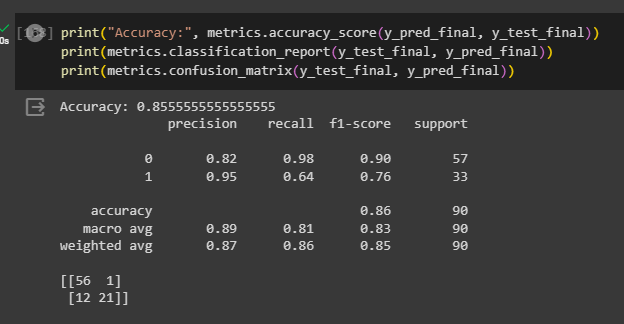 print("Accuracy:", metrics.accuracy_score(y_pred_final, y_test_final))
0s
print(metrics.classification_report(y_test_final, y_pred_final))
print(metrics.confusion_matrix(y_test_final, y_pred_final))
Accuracy: 0.8555555555555555
precision recall f1-score support
0 0.82 0.98 0.90 57
1 0.95 0.64 0.76 33
accuracy 0.86 90
macro avg 0.89 0.81 0.83 90
weighted avg 0.87 0.86 0.85 90
[[56 1]
[12 21]]